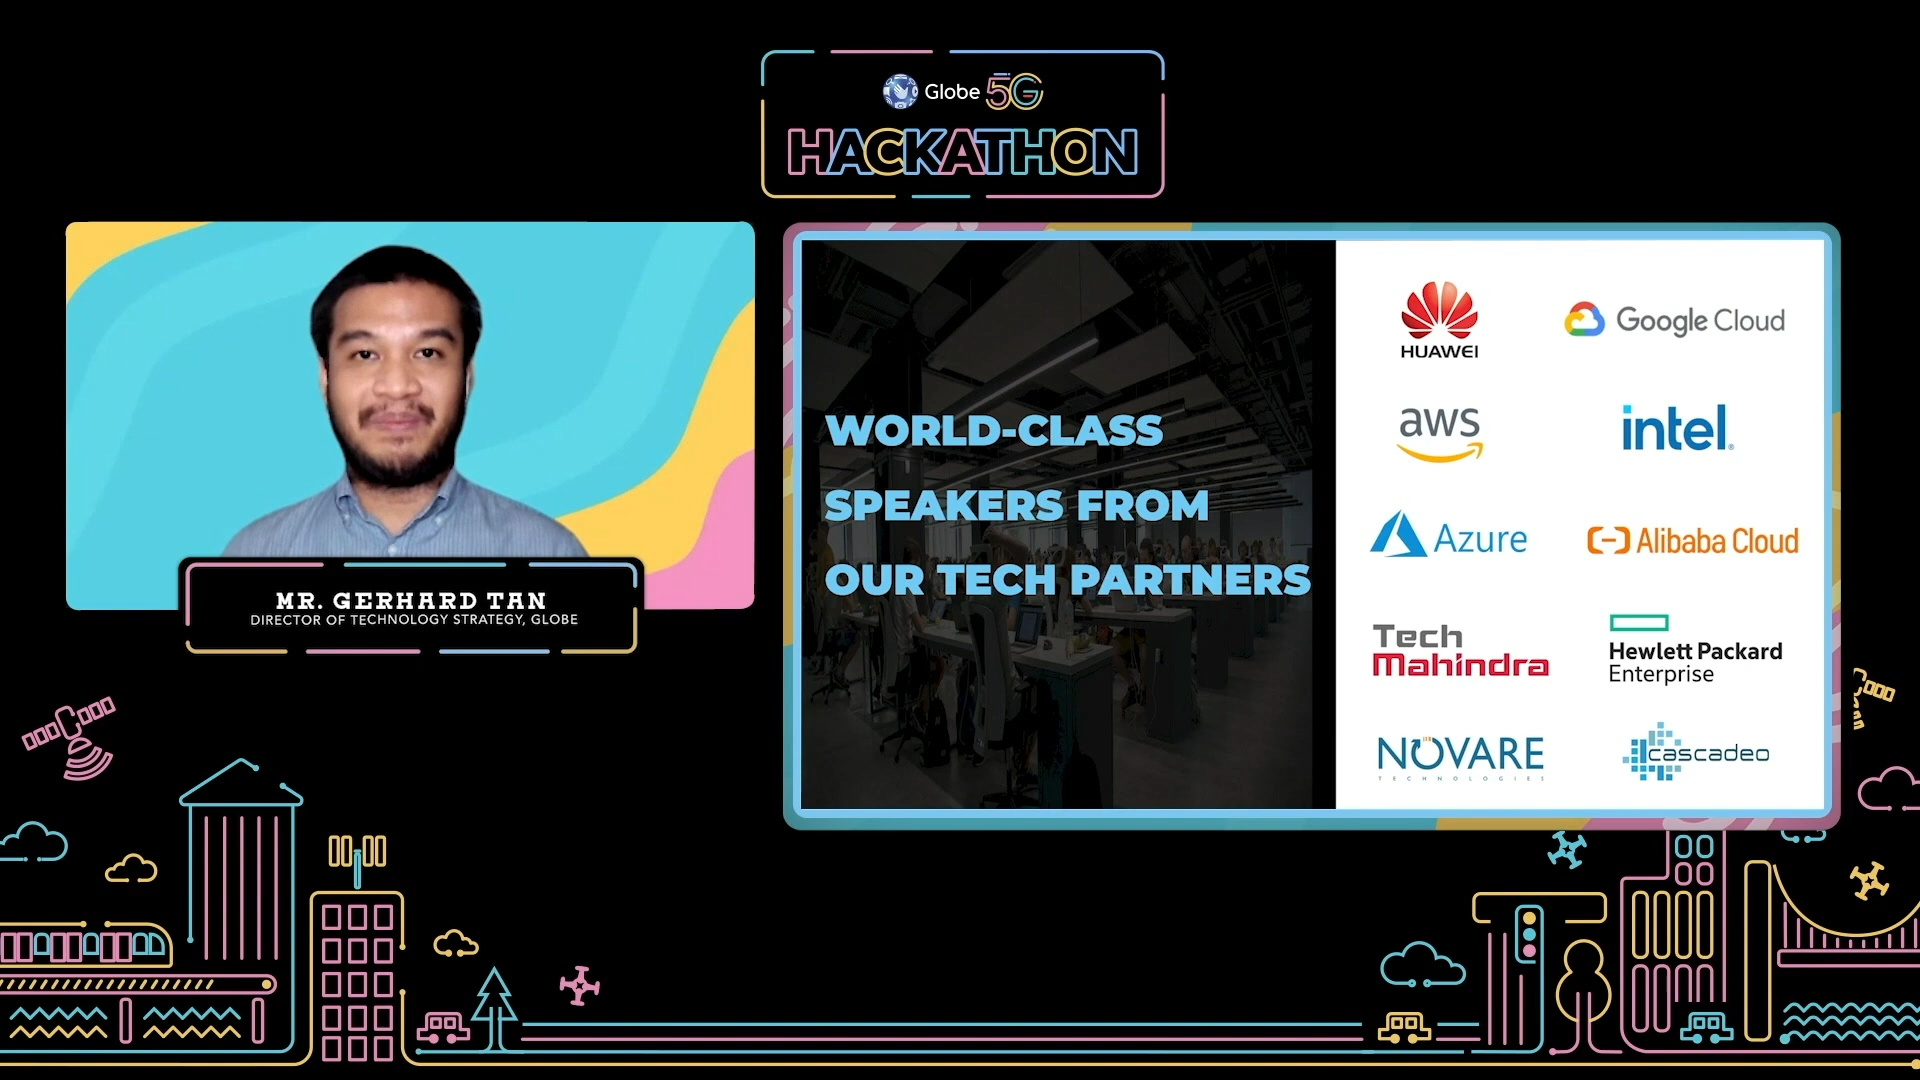 Globe 5G
HACKATHON
MR. GERHARD TAN
DIRECTOR OF TECHNOLOGY STRATEGY, GLOBE
WORLD-CLASS
SPEAKERS FROM
OUR TECH PARTNERS
HUAWEI
Google Cloud
aws
intel®
Azure
Alibaba Cloud
Tech
Mahindra
Hewlett Packard
Enterprise
NOVARE
TECHNOLOGIES
cascadeo